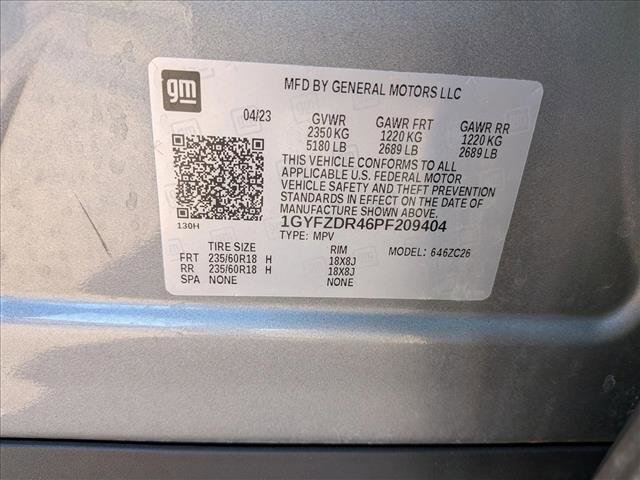 gm
MFD BY GENERAL MOTORS LLC
04/23 GVWR GAWR FRT GAWR RR
2350 KG 1220 KG 1220 KG
5180 LB 2689 LB 2689 LB
THIS VEHICLE CONFORMS TO ALL
APPLICABLE U.S. FEDERAL MOTOR
VEHICLE SAFETY AND THEFT PREVENTION
STANDARDS IN EFFECT ON THE DATE OF
MANUFACTURE SHOWN ABOVE.
130H 1GYFZDR46PF209404
TYPE: MPV
TIRE SIZE RIM MODEL: 646ZC26
FRT 235/60R18 H 18X8J
RR 235/60R18 H 18X8J
SPA NONE NONE